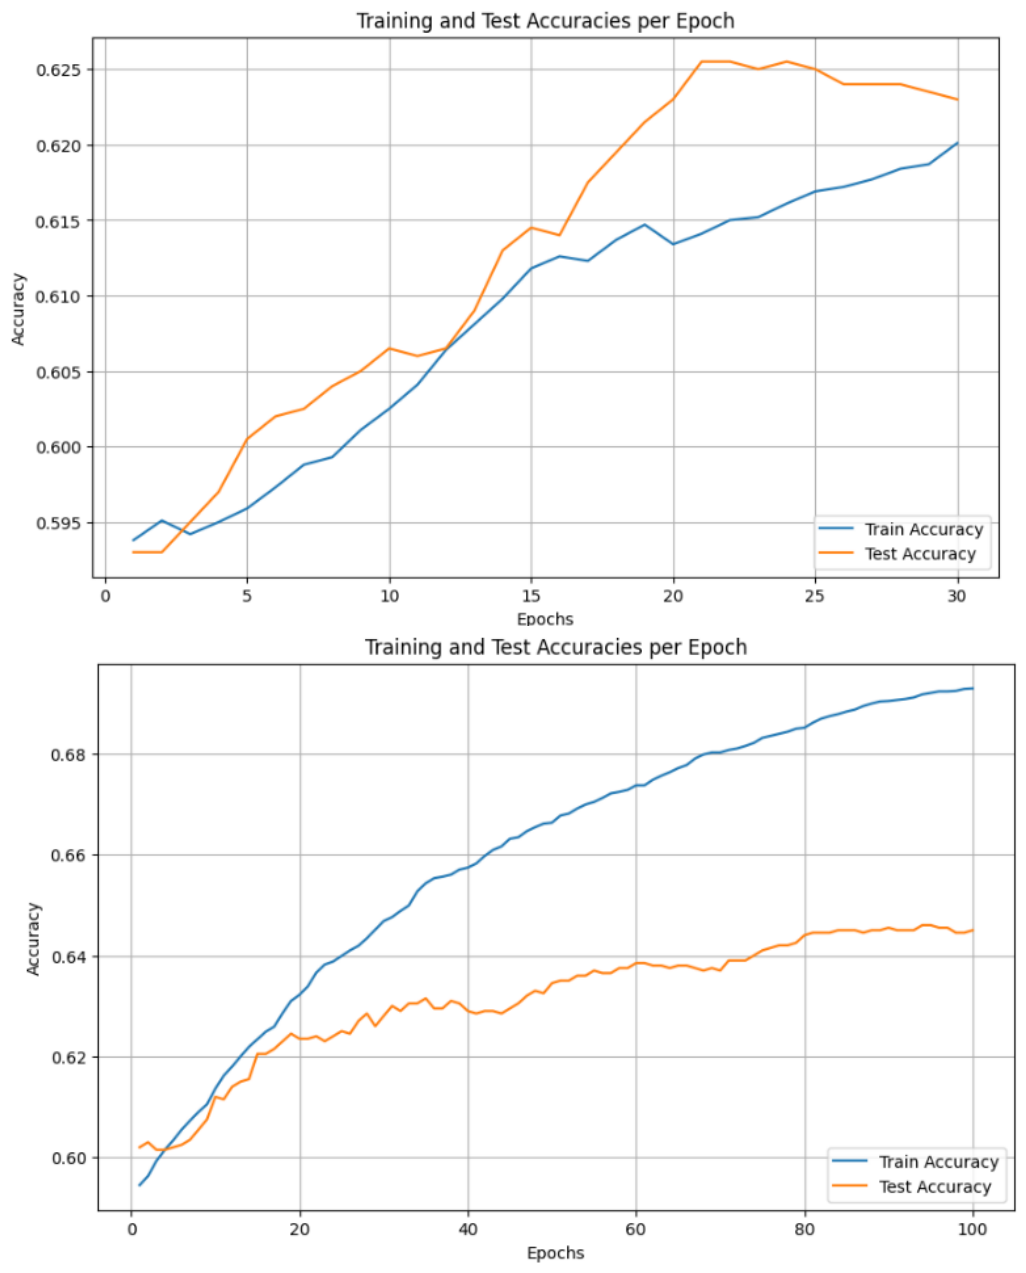 Training and Test Accuracies per Epoch
0.625
0.620
0.615
0.610
0.605
0.600
0.595
Accuracy
Train Accuracy
Test Accuracy
0 5 10 15 20 25 30
Epochs
Training and Test Accuracies per Epoch
0.68
0.66
0.64
0.62
0.60
Accuracy
Train Accuracy
Test Accuracy
0 20 40 60 80 100
Epochs